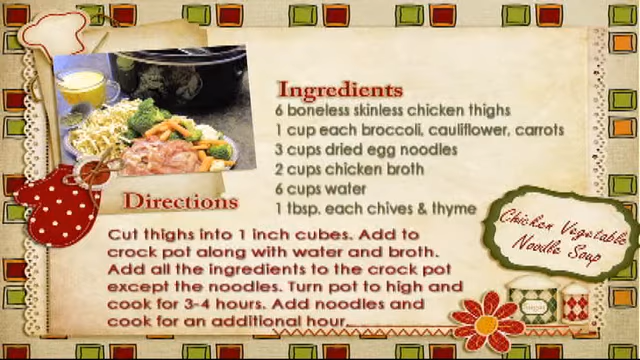 Ingredients
6 boneless skinless chicken thighs
1 cup each broccoli, cauliflower, carrots
3 cups dried egg noodles
2 cups chicken broth
6 cups water
1 tbsp. each chives & thyme
Directions
Cut thighs into 1 inch cubes. Add to
crock pot along with water and broth.
Add all the ingredients to the crock pot
except the noodles. Turn pot to high and
cook for 3-4 hours. Add noodles and
cook for an additional hour.
Chicken Vegetable
Noodle Soup